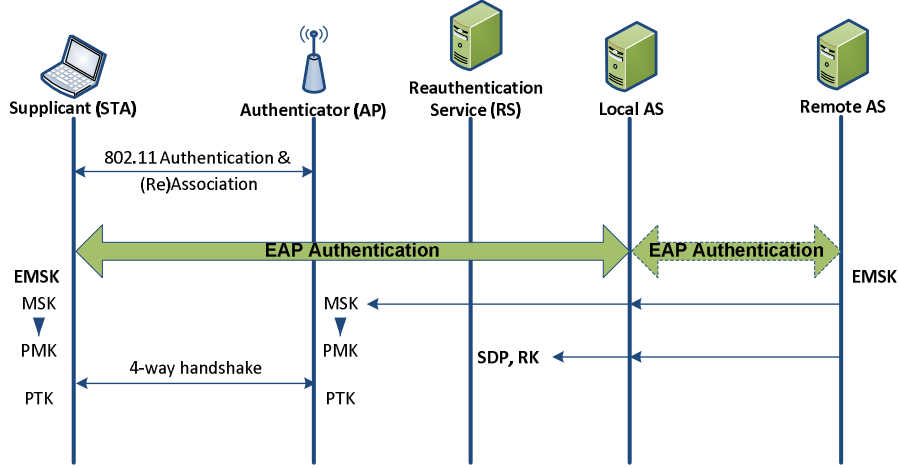 Supplicant (STA)
Authenticator (AP)
Reauthentication
Service (RS)
Local AS
Remote AS
802.11 Authentication &
(Re)Association
EAP Authentication
EAP Authentication
EMSK
EMSK
MSK
MSK
PMK
PMK
SDP, RK
4-way handshake
PTK
PTK